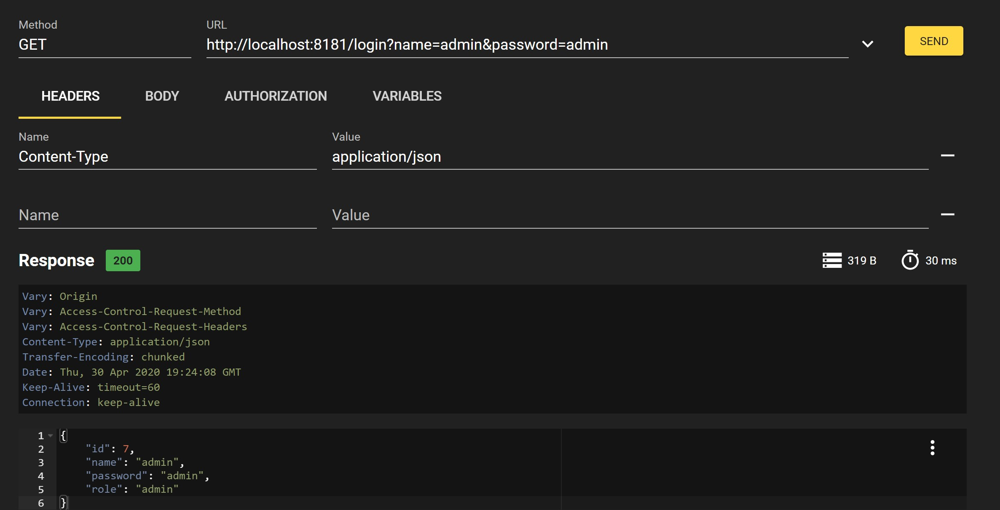 Method
URL
GET
http://localhost:8181/login?name=admin&password=admin
SEND
HEADERS BODY AUTHORIZATION VARIABLES
Name
Value
Content-Type
application/json
Name
Value
Response 200 319 B 30 ms
Vary: Origin
Vary: Access-Control-Request-Method
Vary: Access-Control-Request-Headers
Content-Type: application/json
Transfer-Encoding: chunked
Date: Thu, 30 Apr 2020 19:24:08 GMT
Keep-Alive: timeout=60
Connection: keep-alive
1 {
2 "id": 7,
3 "name": "admin",
4 "password": "admin",
5 "role": "admin"
6 }